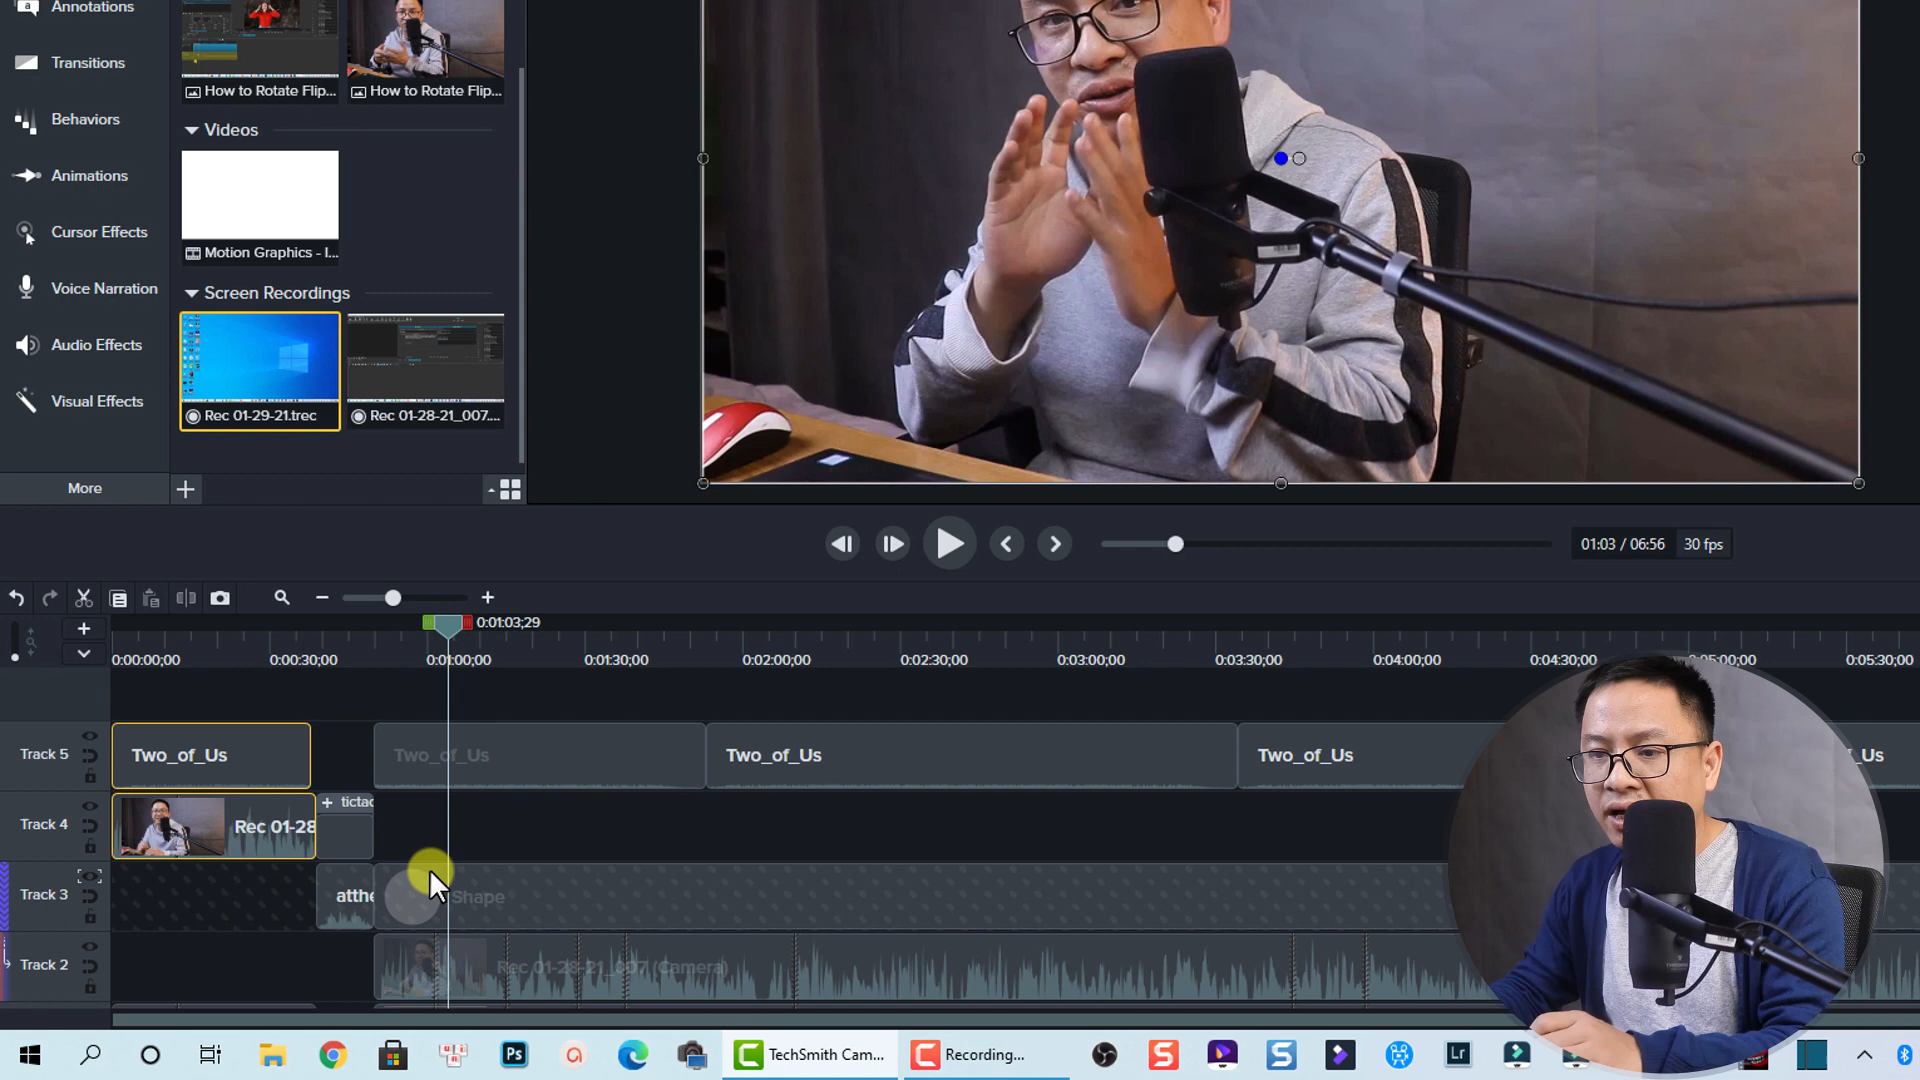 Annotations
Transitions
Behaviors
Animations
Cursor Effects
Voice Narration
Audio Effects
Visual Effects
More
How to Rotate Flip...
How to Rotate Flip...
Videos
Motion Graphics - I...
Screen Recordings
Rec 01-29-21.trec
Rec 01-28-21_007....
01:03 / 06:56
30 fps
0:01:03;29
0:00:00;00
0:00:30;00
0:01:00;00
0:01:30;00
0:02:00;00
0:02:30;00
0:03:00;00
0:03:30;00
0:04:00;00
0:04:30;00
0:05:00;00
0:05:30;00
Track 5
Two_of_Us
Two_of_Us
Two_of_Us
Two_of_Us
_Us
Track 4
Rec 01-28
+ tictac
Track 3
atthe
Shape
Track 2
Rec 01-28-21_007 (Camera)
Ps
TechSmith Cam...
Recording...
S
S
Lr